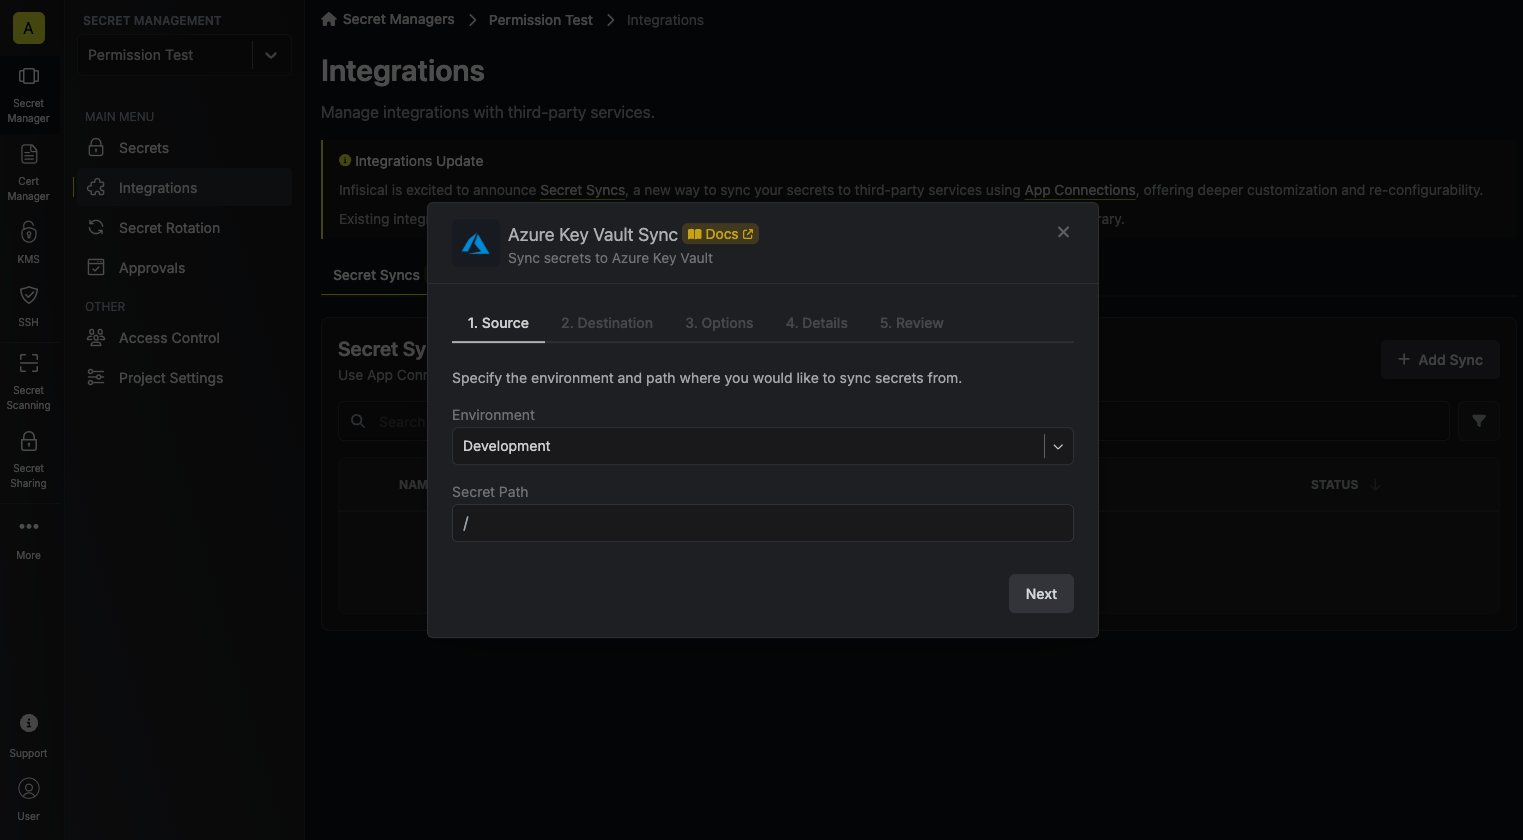 A
Secret
Manager
Cert
Manager
KMS
SSH
Secret
Scanning
Secret
Sharing
More
Support
User
SECRET MANAGEMENT
Permission Test
MAIN MENU
Secrets
Integrations
Secret Rotation
Approvals
OTHER
Access Control
Project Settings
Secret Managers > Permission Test > Integrations
Integrations
Manage integrations with third-party services.
Integrations Update
Infisical is excited to announce Secret Syncs, a new way to sync your secrets to third-party services using App Connections, offering deeper customization and re-configurability.
Existing integ
rary.
Secret Syncs
Secret Sy
Use App Conn
+ Add Sync
Search
NAM
STATUS
Azure Key Vault Sync Docs
Sync secrets to Azure Key Vault
1. Source 2. Destination 3. Options 4. Details 5. Review
Specify the environment and path where you would like to sync secrets from.
Environment
Development
Secret Path
/
Next